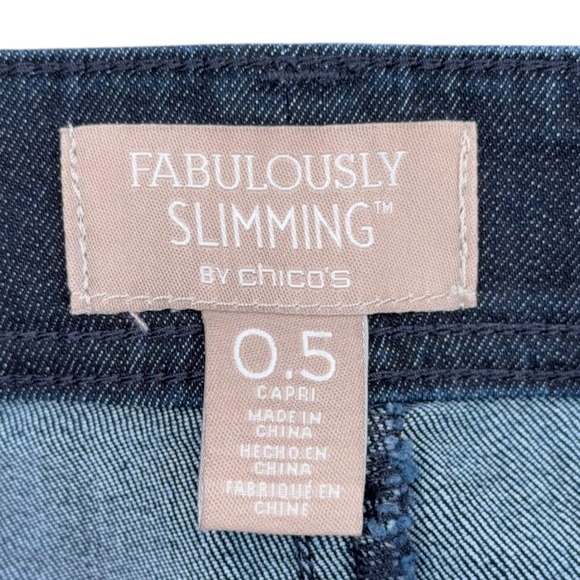 FABULOUSLY
SLIMMING™
BY chico's
0.5
CAPRI
MADE IN
CHINA
HECHO EN
CHINA
FABRIQUÉ EN
CHINE